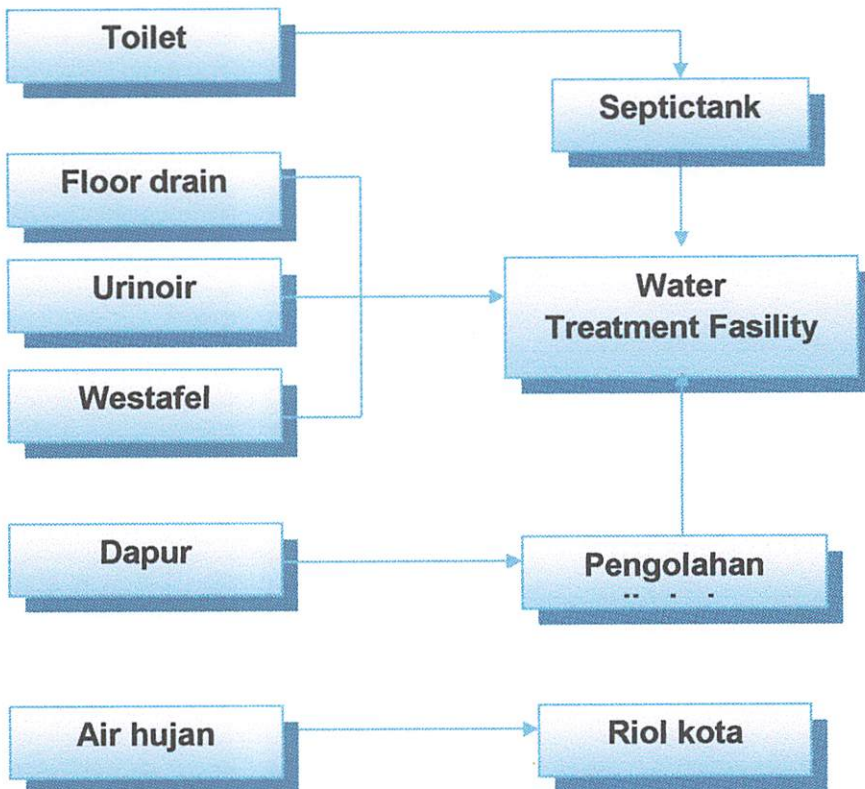 Toilet
Septictank
Floor drain
Urinoir
Water
Treatment Fasility
Westafel
Dapur
Pengolahan
Air hujan
Riol kota